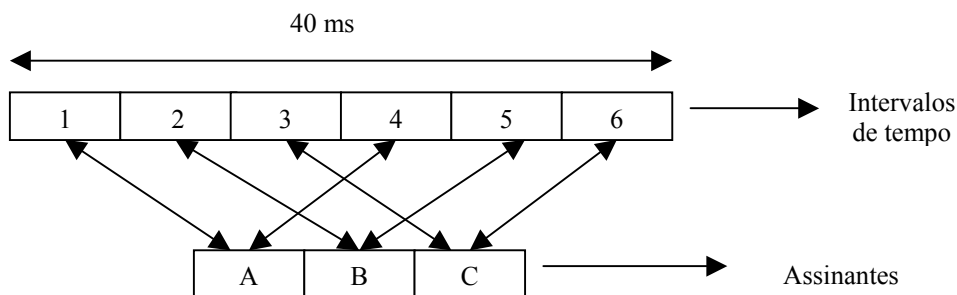 40 ms
1 2 3 4 5 6
Intervalos
de tempo
A B C
Assinantes